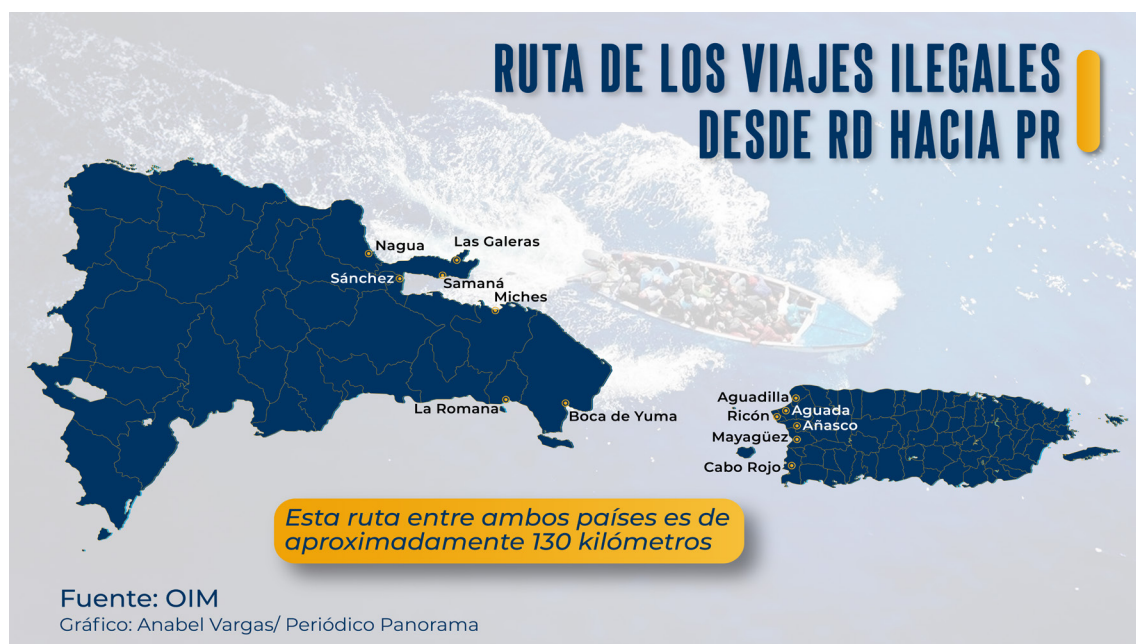 RUTA DE LOS VIAJES ILEGALES
DESDE RD HACIA PR
Nagua
Las Galeras
Sánchez
Samaná
Miches
La Romana
Boca de Yuma
Aguadilla
Ricón
Aguada
Añasco
Mayagüez
Cabo Rojo
Esta ruta entre ambos países es de
aproximadamente 130 kilómetros
Fuente: OIM
Gráfico: Anabel Vargas/ Periódico Panorama